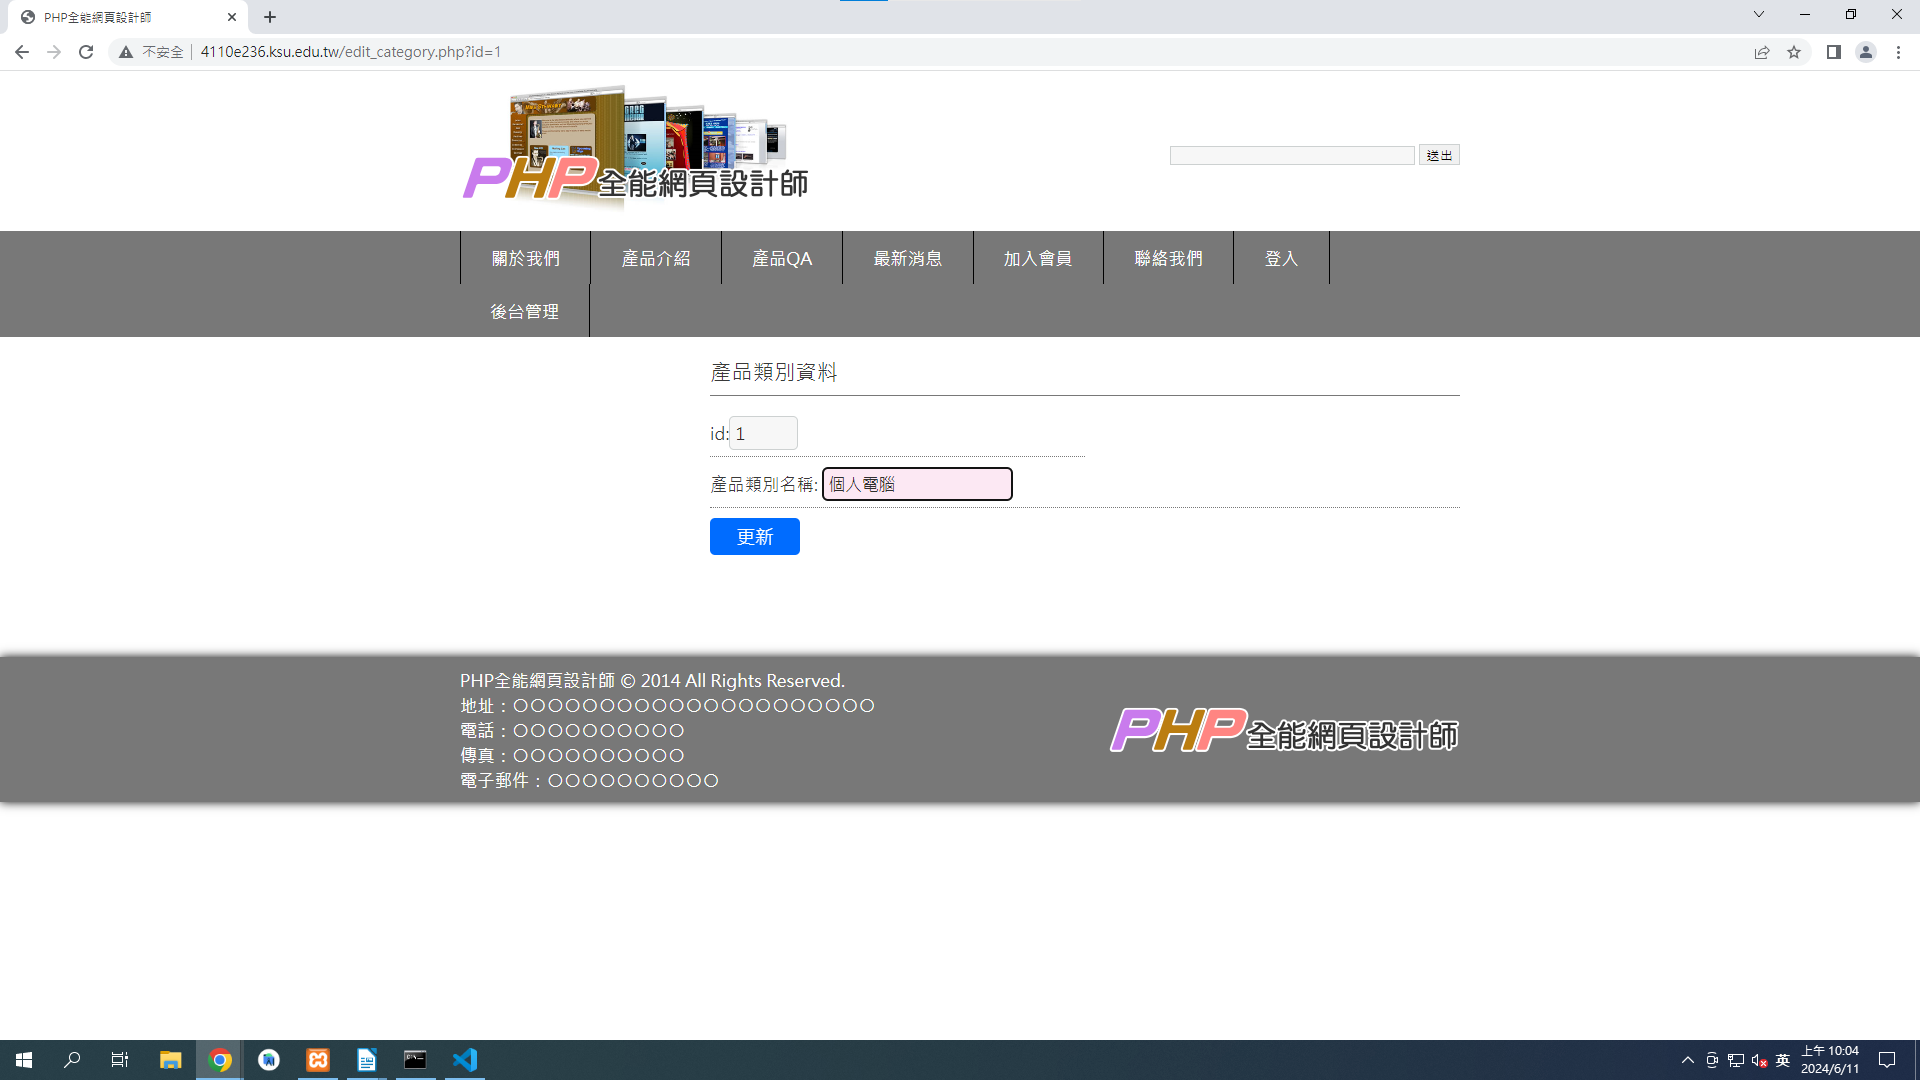 PHP全能網頁設計師
不安全 4110e236.ksu.edu.tw/edit_category.php?id=1
PHP全能網頁設計師
送出
關於我們 產品介紹 產品QA 最新消息 加入會員 聯絡我們 登入
後台管理
產品類別資料
id: 1
產品類別名稱: 個人電腦
更新
PHP全能網頁設計師 © 2014 All Rights Reserved.
地址：〇〇〇〇〇〇〇〇〇〇〇〇〇〇〇〇〇〇〇〇〇
電話：〇〇〇〇〇〇〇〇〇〇
傳真：〇〇〇〇〇〇〇〇〇〇
電子郵件：〇〇〇〇〇〇〇〇〇〇
PHP全能網頁設計師
英
上午 10:04
2024/6/11